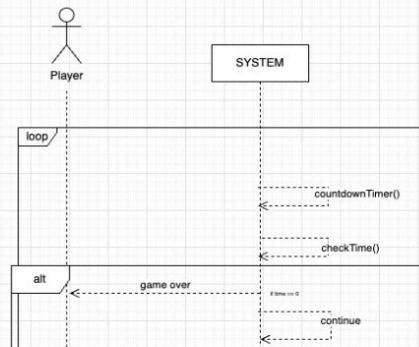 Player
SYSTEM
loop
countdownTimer()
checkTime()
alt
game over
if time == 0
continue